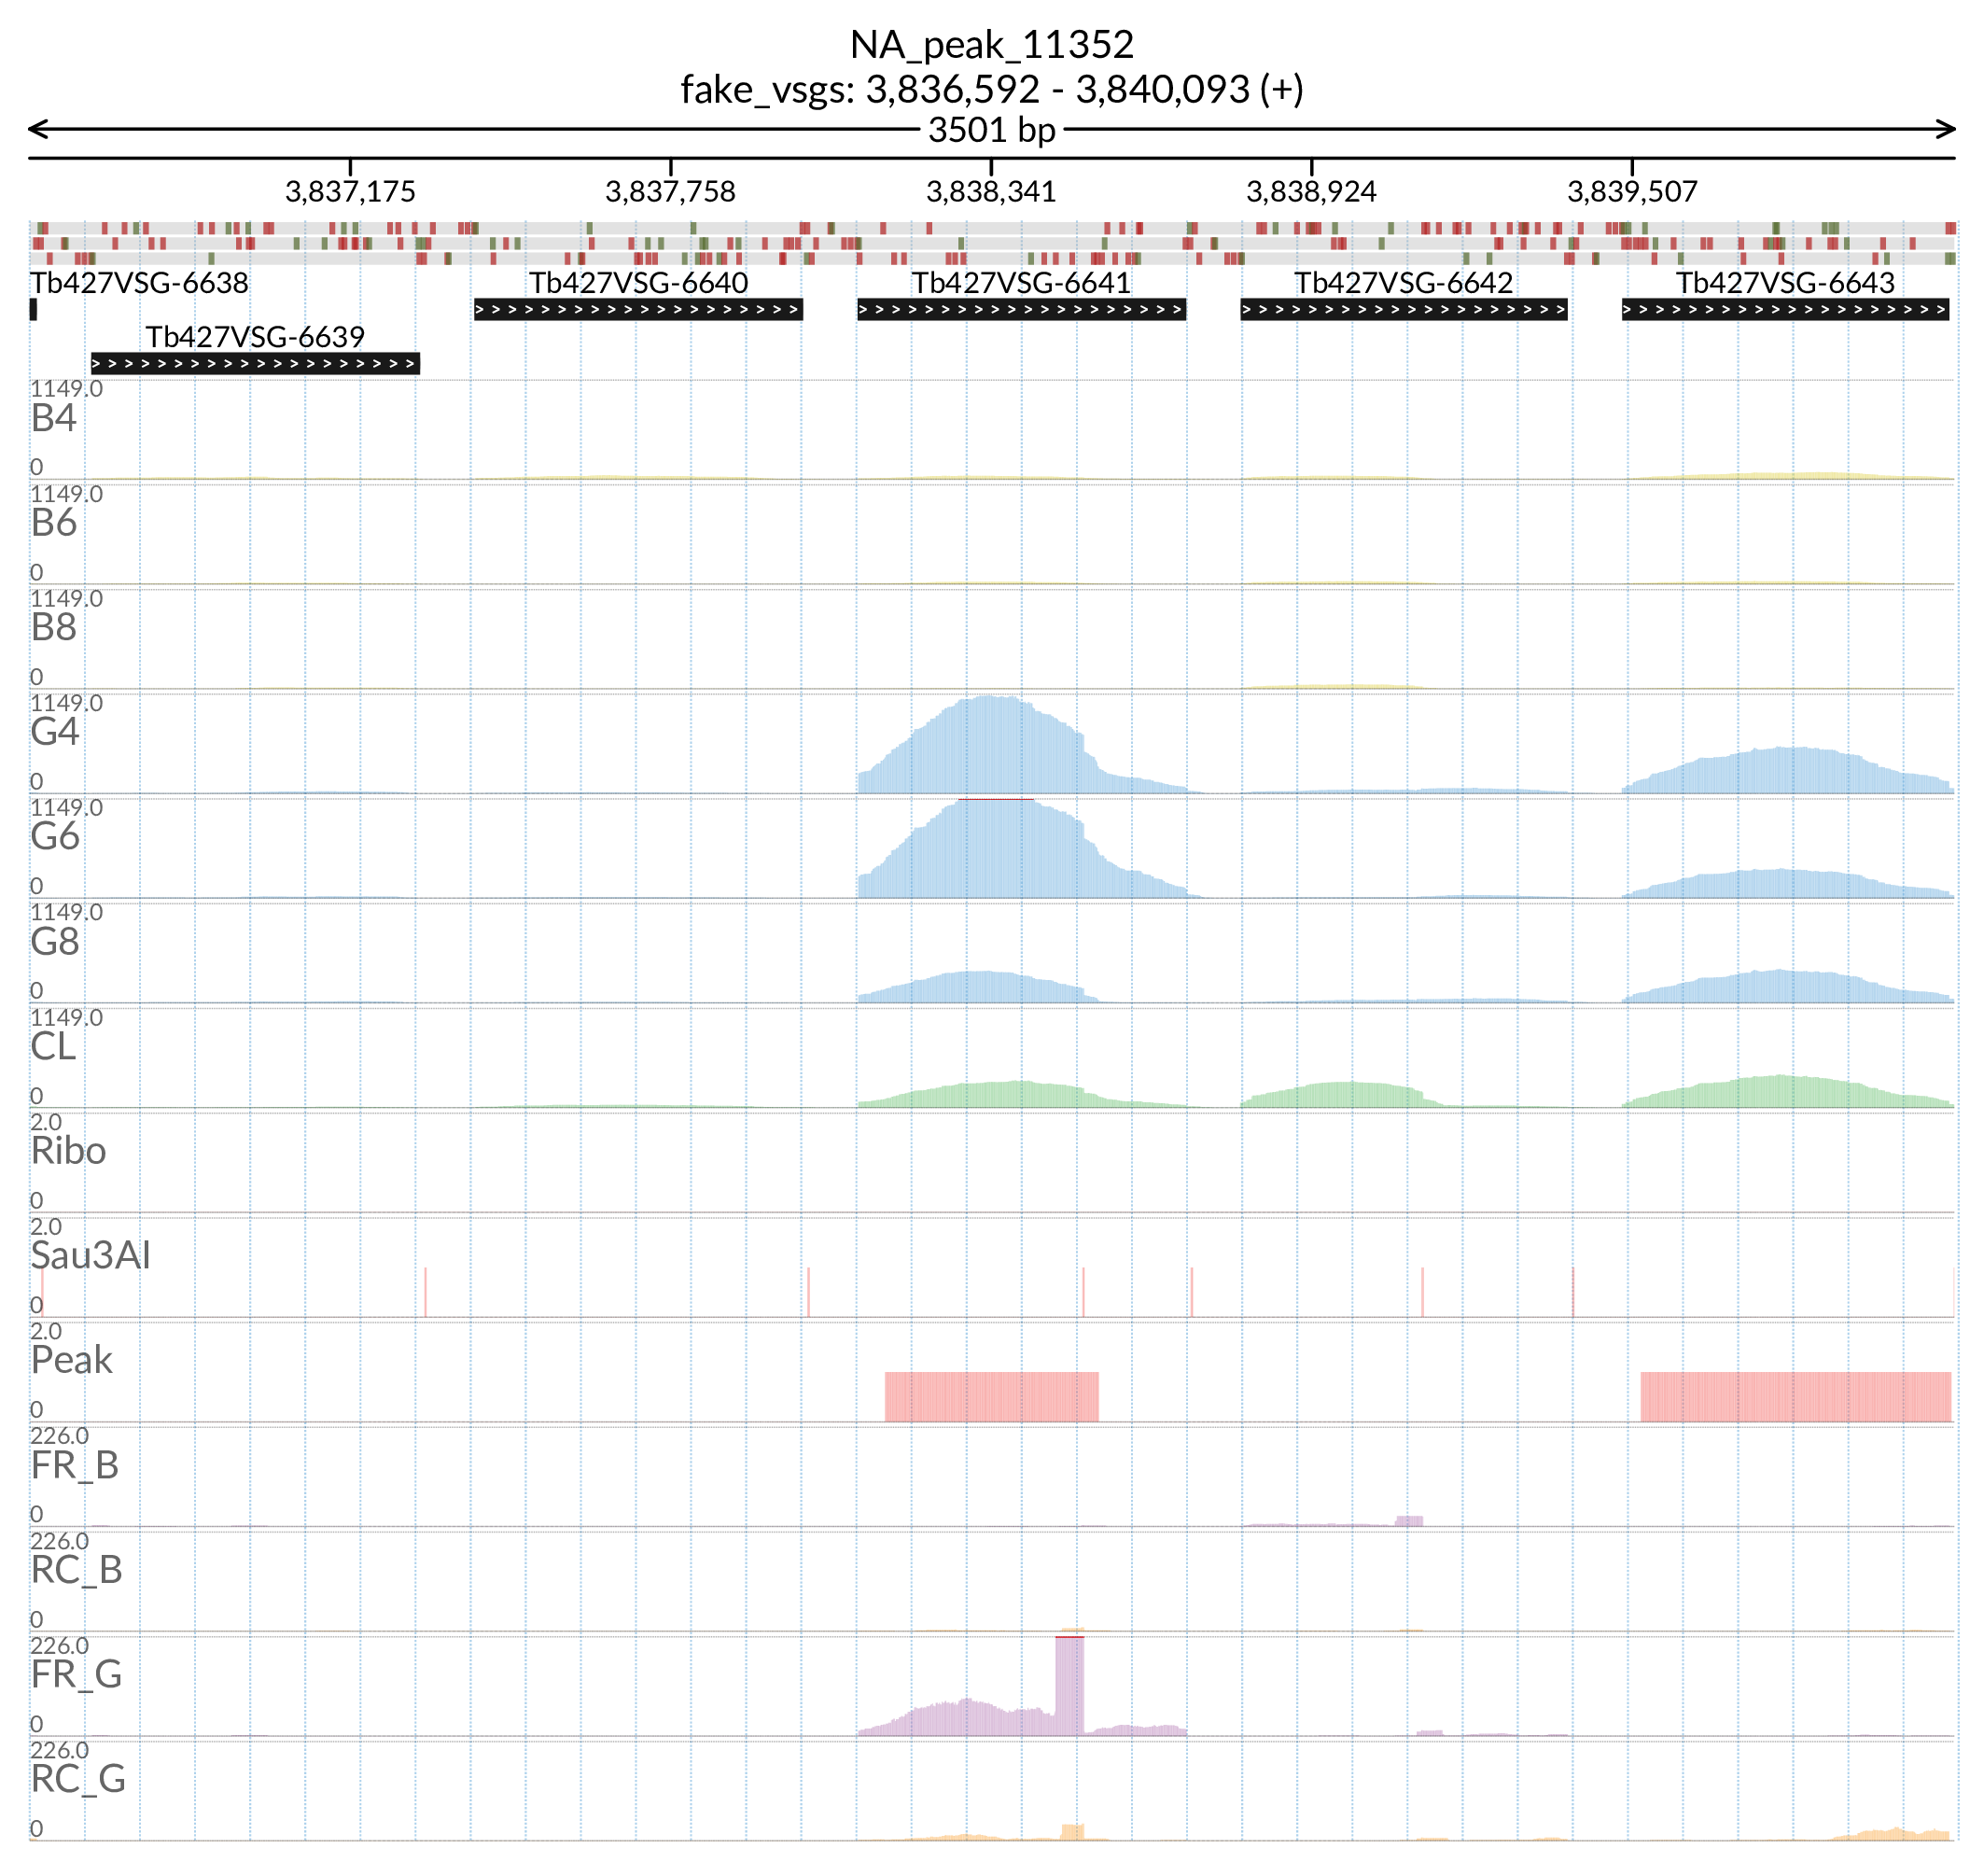 NA_peak_11352
fake_vsgs: 3,836,592 - 3,840,093 (+)
3501 bp
3,837,175 3,837,758 3,838,341 3,838,924 3,839,507
Tb427VSG-6638 Tb427VSG-6640 Tb427VSG-6641 Tb427VSG-6642 Tb427VSG-6643
Tb427VSG-6639
1149.0
B4
0
1149.0
B6
0
1149.0
B8
0
1149.0
G4
0
1149.0
G6
0
1149.0
G8
0
1149.0
CL
0
2.0
Ribo
0
2.0
Sau3AI
0
2.0
Peak
0
226.0
FR_B
0
226.0
RC_B
0
226.0
FR_G
0
226.0
RC_G
0